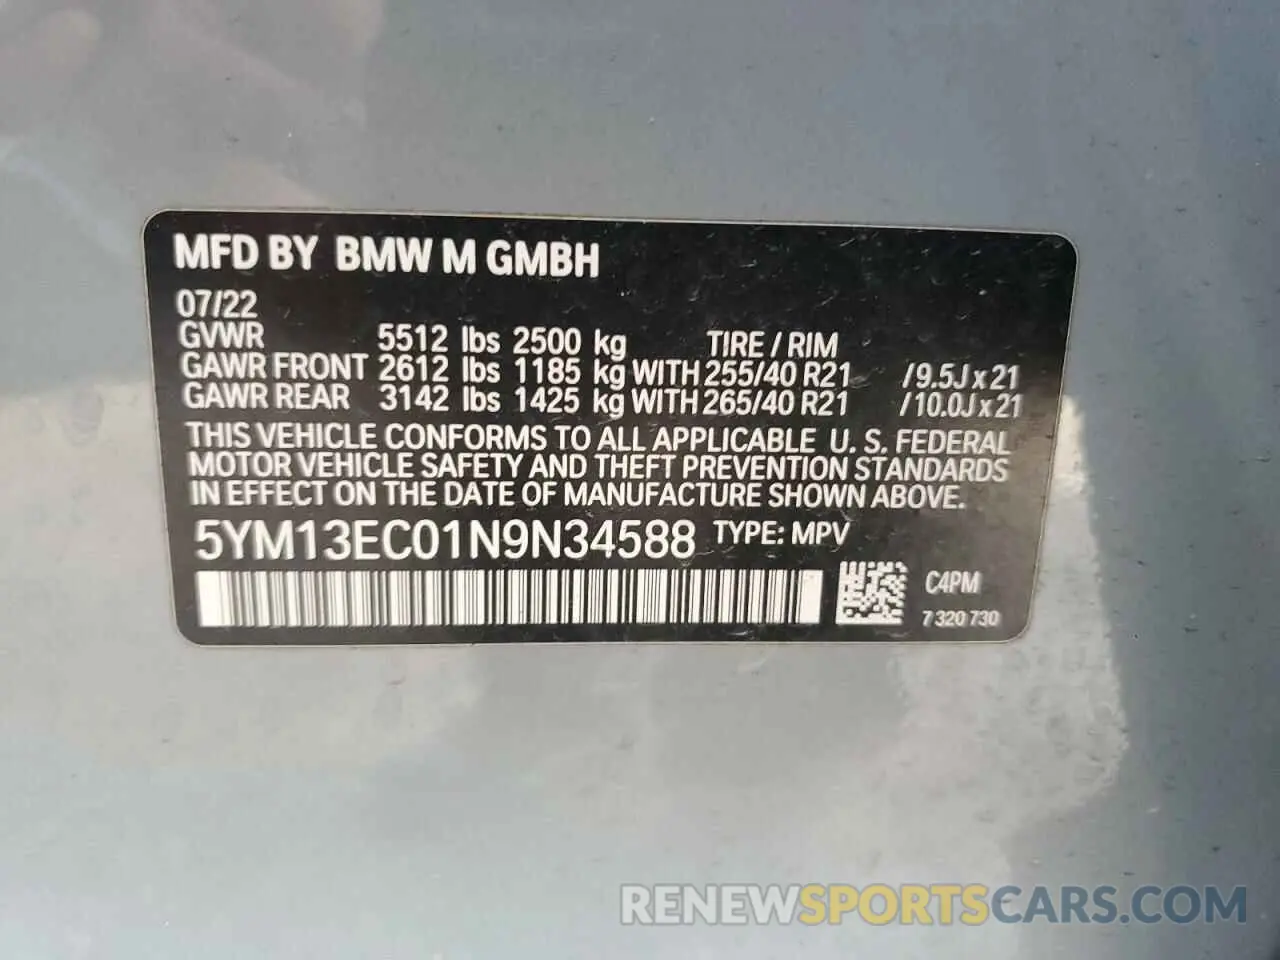 MFD BY BMW M GMBH
07/22
GVWR 5512 lbs 2500 kg TIRE / RIM
GAWR FRONT 2612 lbs 1185 kg WITH 255/40 R21 / 9.5J x 21
GAWR REAR 3142 lbs 1425 kg WITH 265/40 R21 / 10.0J x 21
THIS VEHICLE CONFORMS TO ALL APPLICABLE U. S. FEDERAL
MOTOR VEHICLE SAFETY AND THEFT PREVENTION STANDARDS
IN EFFECT ON THE DATE OF MANUFACTURE SHOWN ABOVE.
5YM13EC01N9N34588 TYPE: MPV
C4PM
7 320 730
RENEWSPORTSCARS.COM